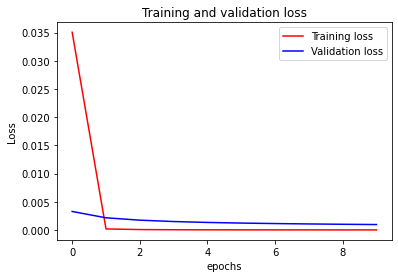 Training and validation loss
Training loss
Validation loss
0.035
0.030
0.025
0.020
0.015
0.010
0.005
0.000
Loss
0 2 4 6 8
epochs